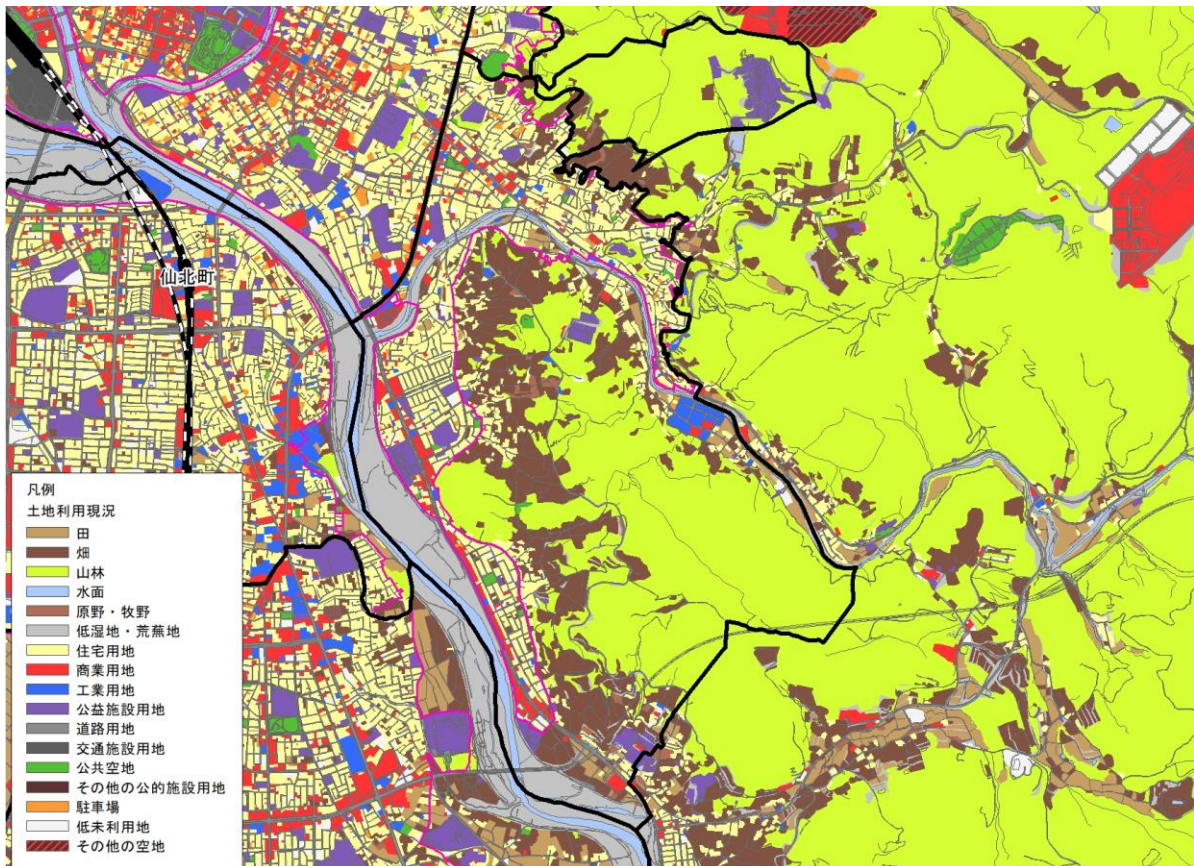 仙北町
凡例
土地利用現況
田
畑
山林
水面
原野・牧野
低湿地・荒蕪地
住宅用地
商業用地
工業用地
公益施設用地
道路用地
交通施設用地
公共空地
その他の公的施設用地
駐車場
低未利用地
その他の空地